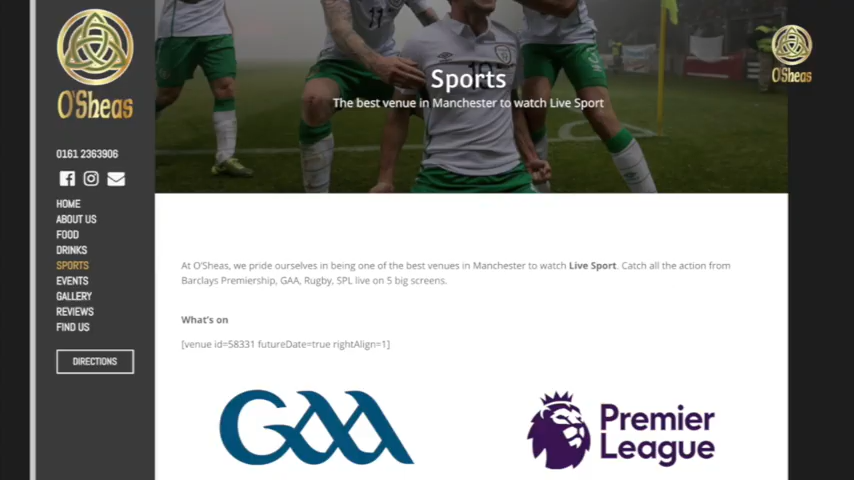 O'Sheas
0161 2363906
HOME
ABOUT US
FOOD
DRINKS
SPORTS
EVENTS
GALLERY
REVIEWS
FIND US
DIRECTIONS
11
10
Sports
The best venue in Manchester to watch Live Sport
O'Sheas
At O'Sheas, we pride ourselves in being one of the best venues in Manchester to watch Live Sport. Catch all the action from
Barclays Premiership, GAA, Rugby, SPL live on 5 big screens.
What's on
[venue id=58331 futureDate=true rightAlign=1]
GAA
Premier
League